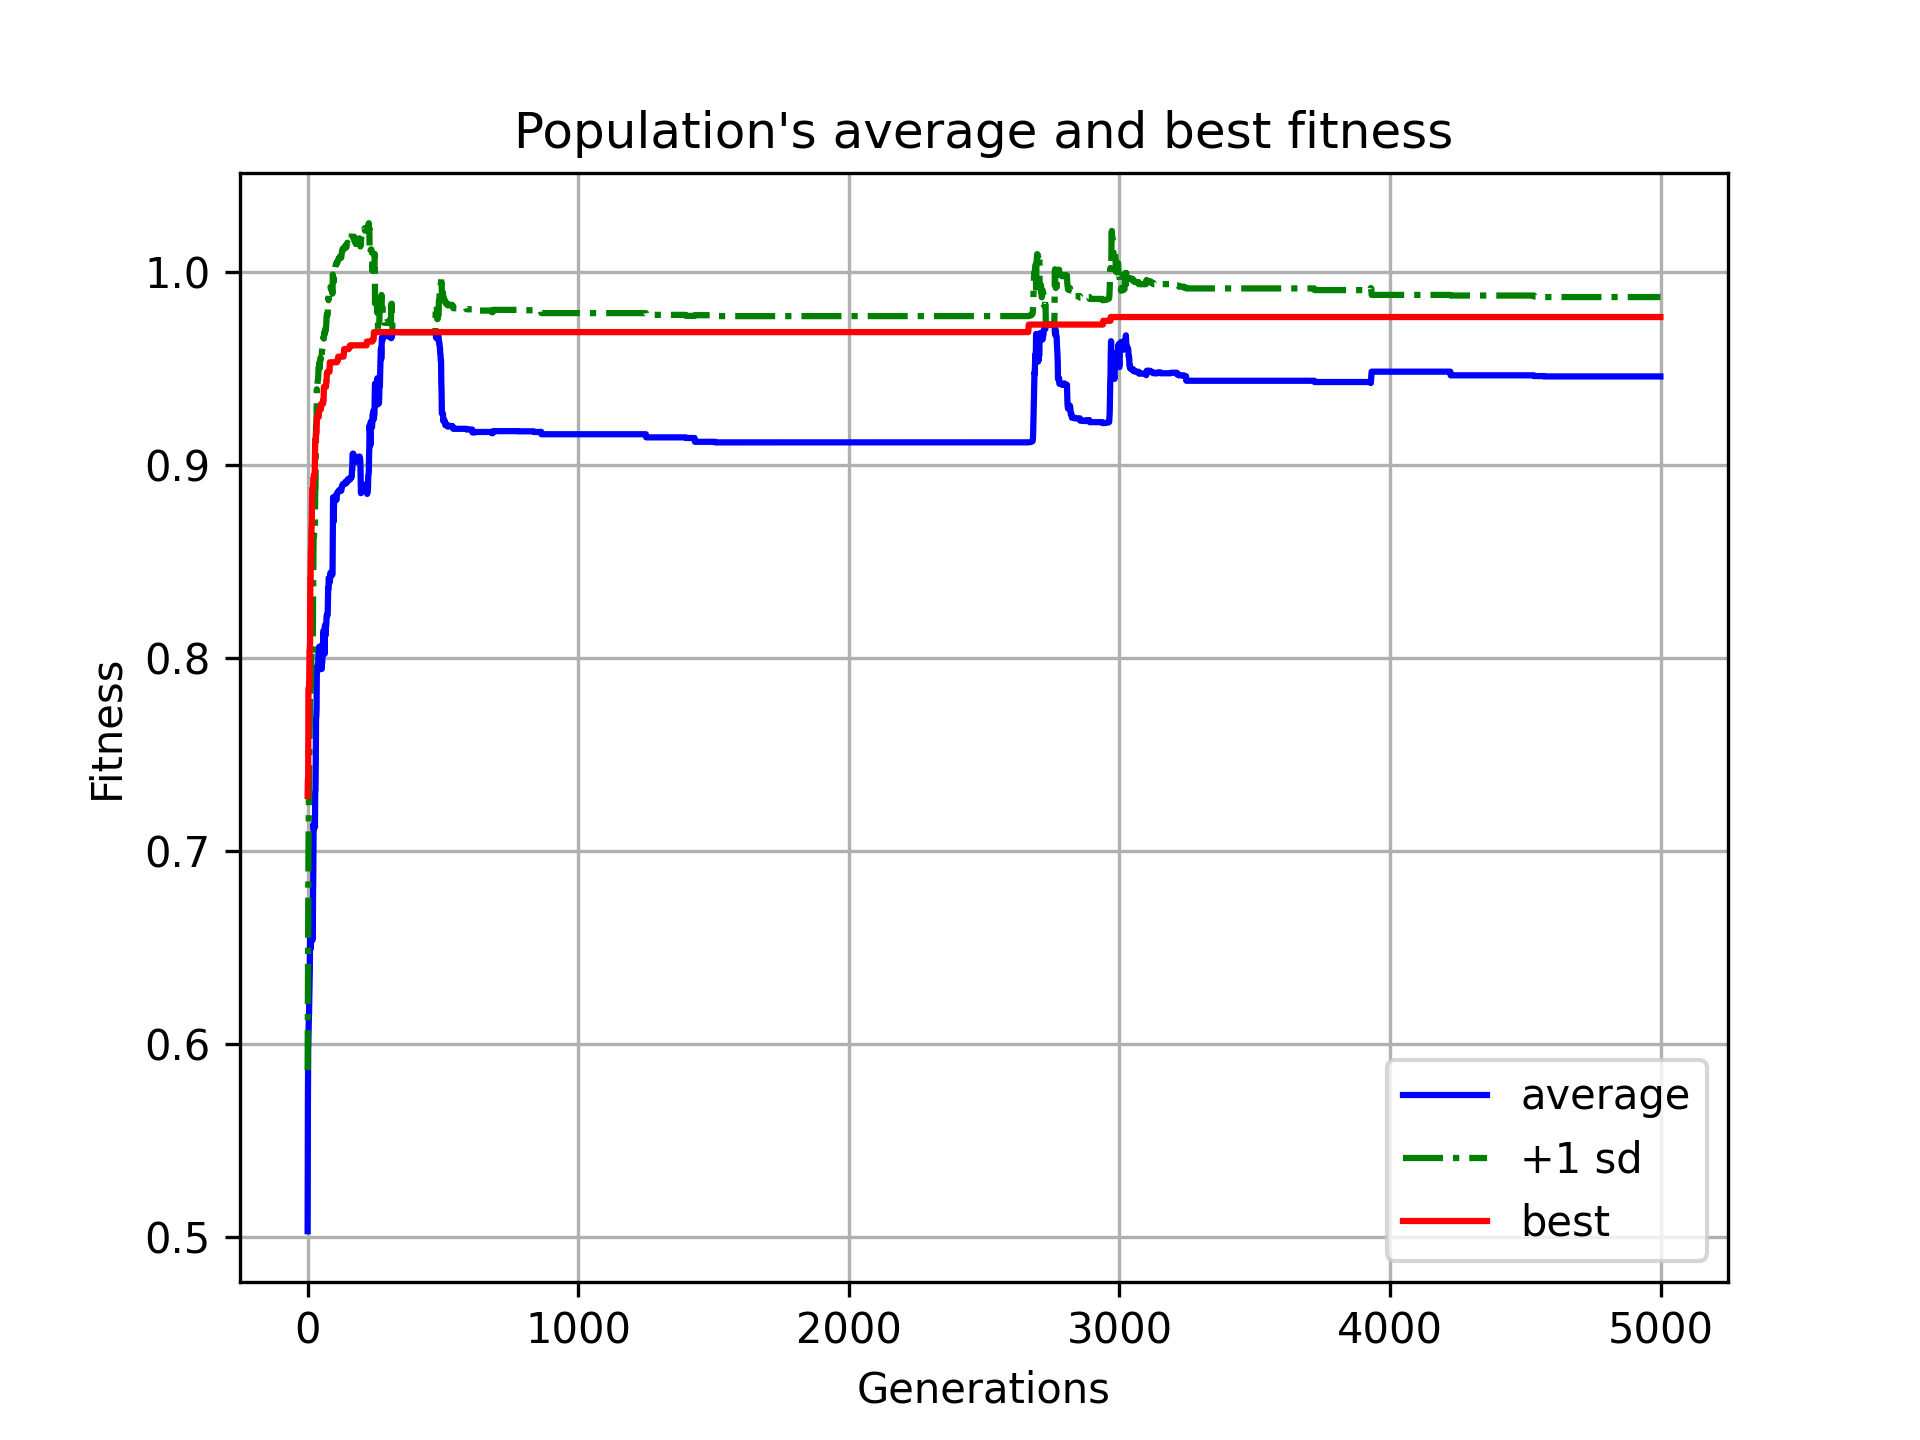 Population's average and best fitness
1.0
0.9
0.8
0.7
0.6
0.5
Fitness
0 1000 2000 3000 4000 5000
Generations
average
+1 sd
best